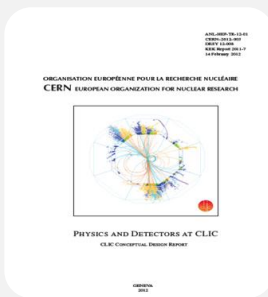 ANL-HEP-TR-12-01
CERN-2012-003
DESY 12-008
KEK Report 2011-7
14 February 2012
ORGANISATION EUROPÉENNE POUR LA RECHERCHE NUCLÉAIRE
CERN EUROPEAN ORGANIZATION FOR NUCLEAR RESEARCH
PHYSICS AND DETECTORS AT CLIC
CLIC CONCEPTUAL DESIGN REPORT
GENEVA
2012